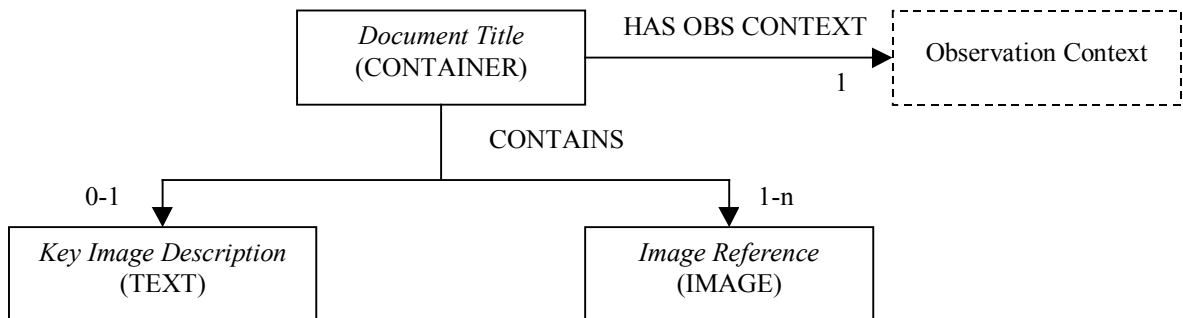 Document Title
(CONTAINER)
HAS OBS CONTEXT
1
Observation Context
CONTAINS
0-1
1-n
Key Image Description
(TEXT)
Image Reference
(IMAGE)